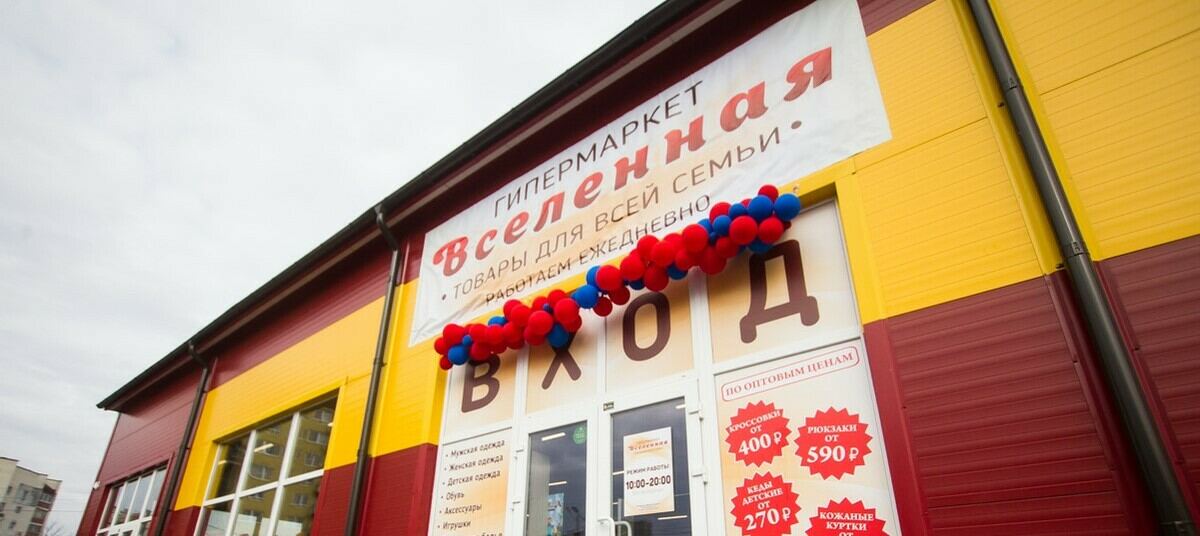 ГИПЕРМАРКЕТ
Вселенная
• ТОВАРЫ ДЛЯ ВСЕЙ СЕМЬИ •
РАБОТАЕМ ЕЖЕДНЕВНО
ВХОД
• Мужская одежда
• Женская одежда
• Детская одежда
• Обувь
• Аксессуары
• Игрушки
Вселенная
РЕЖИМ РАБОТЫ
10:00-20:00
ПО ОПТОВЫМ ЦЕНАМ
КРОССОВКИ
ОТ
400 ₽
РЮКЗАКИ
ОТ
590 ₽
КЕДЫ
ДЕТСКИЕ
ОТ
270 ₽
КОЖАНЫЕ
КУРТКИ
ОТ